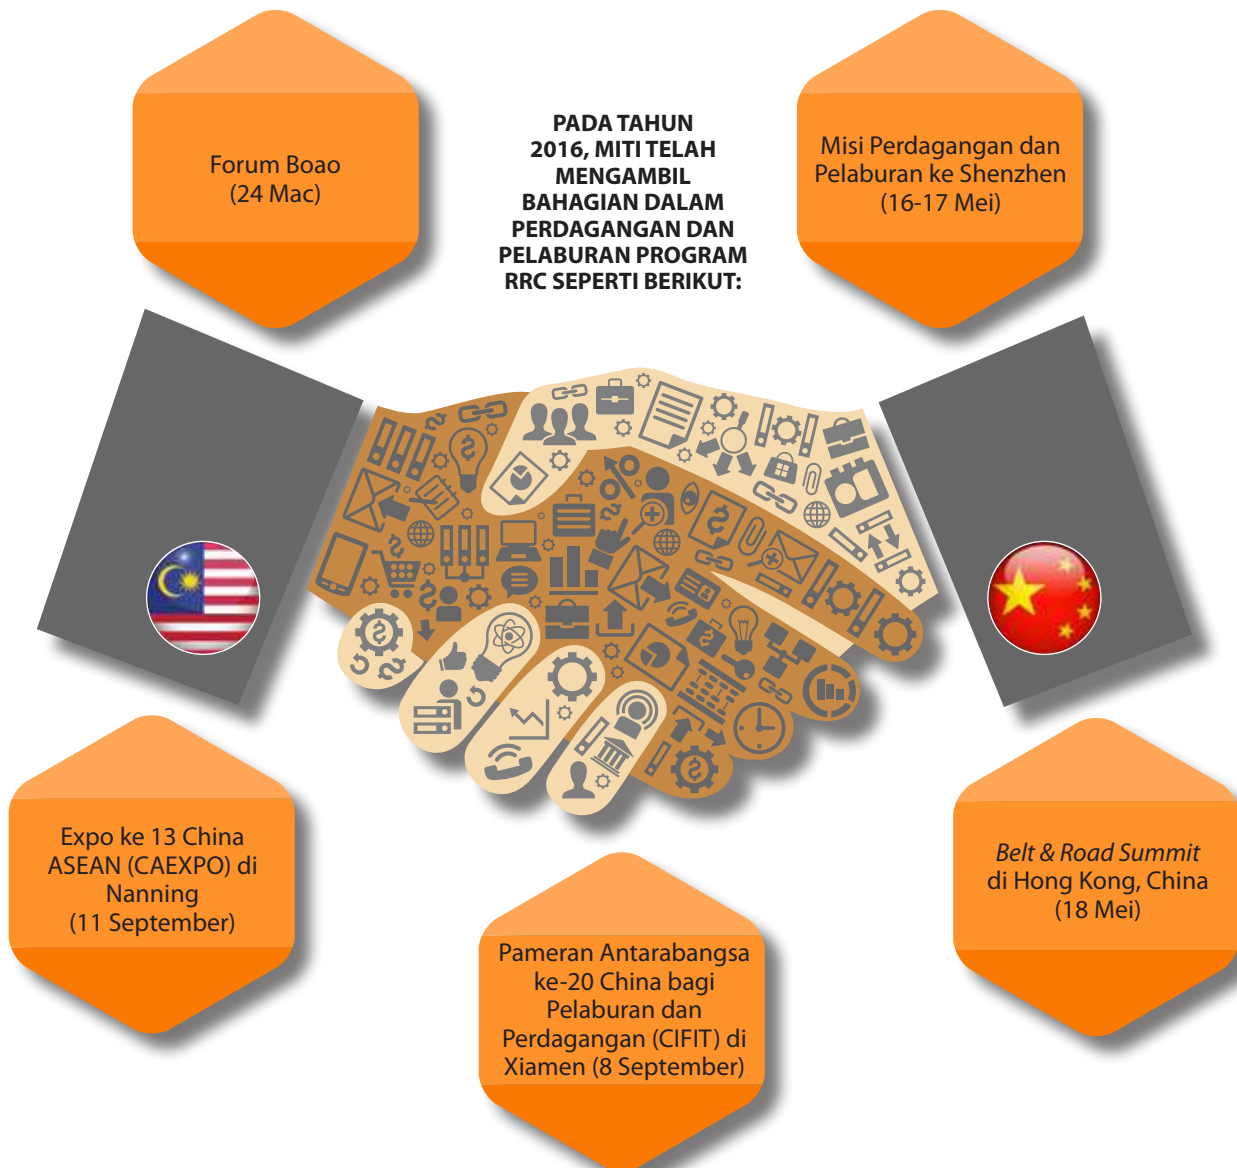 Forum Boao
(24 Mac)
PADA TAHUN
2016, MITI TELAH
MENGAMBIL
BAHAGIAN DALAM
PERDAGANGAN DAN
PELABURAN PROGRAM
RRC SEPERTI BERIKUT:
Misi Perdagangan dan
Pelaburan ke Shenzhen
(16-17 Mei)
Expo ke 13 China
ASEAN (CAEXPO) di
Nanning
(11 September)
Pameran Antarabangsa
ke-20 China bagi
Pelaburan dan
Perdagangan (CIFIT) di
Xiamen (8 September)
Belt & Road Summit
di Hong Kong, China
(18 Mei)